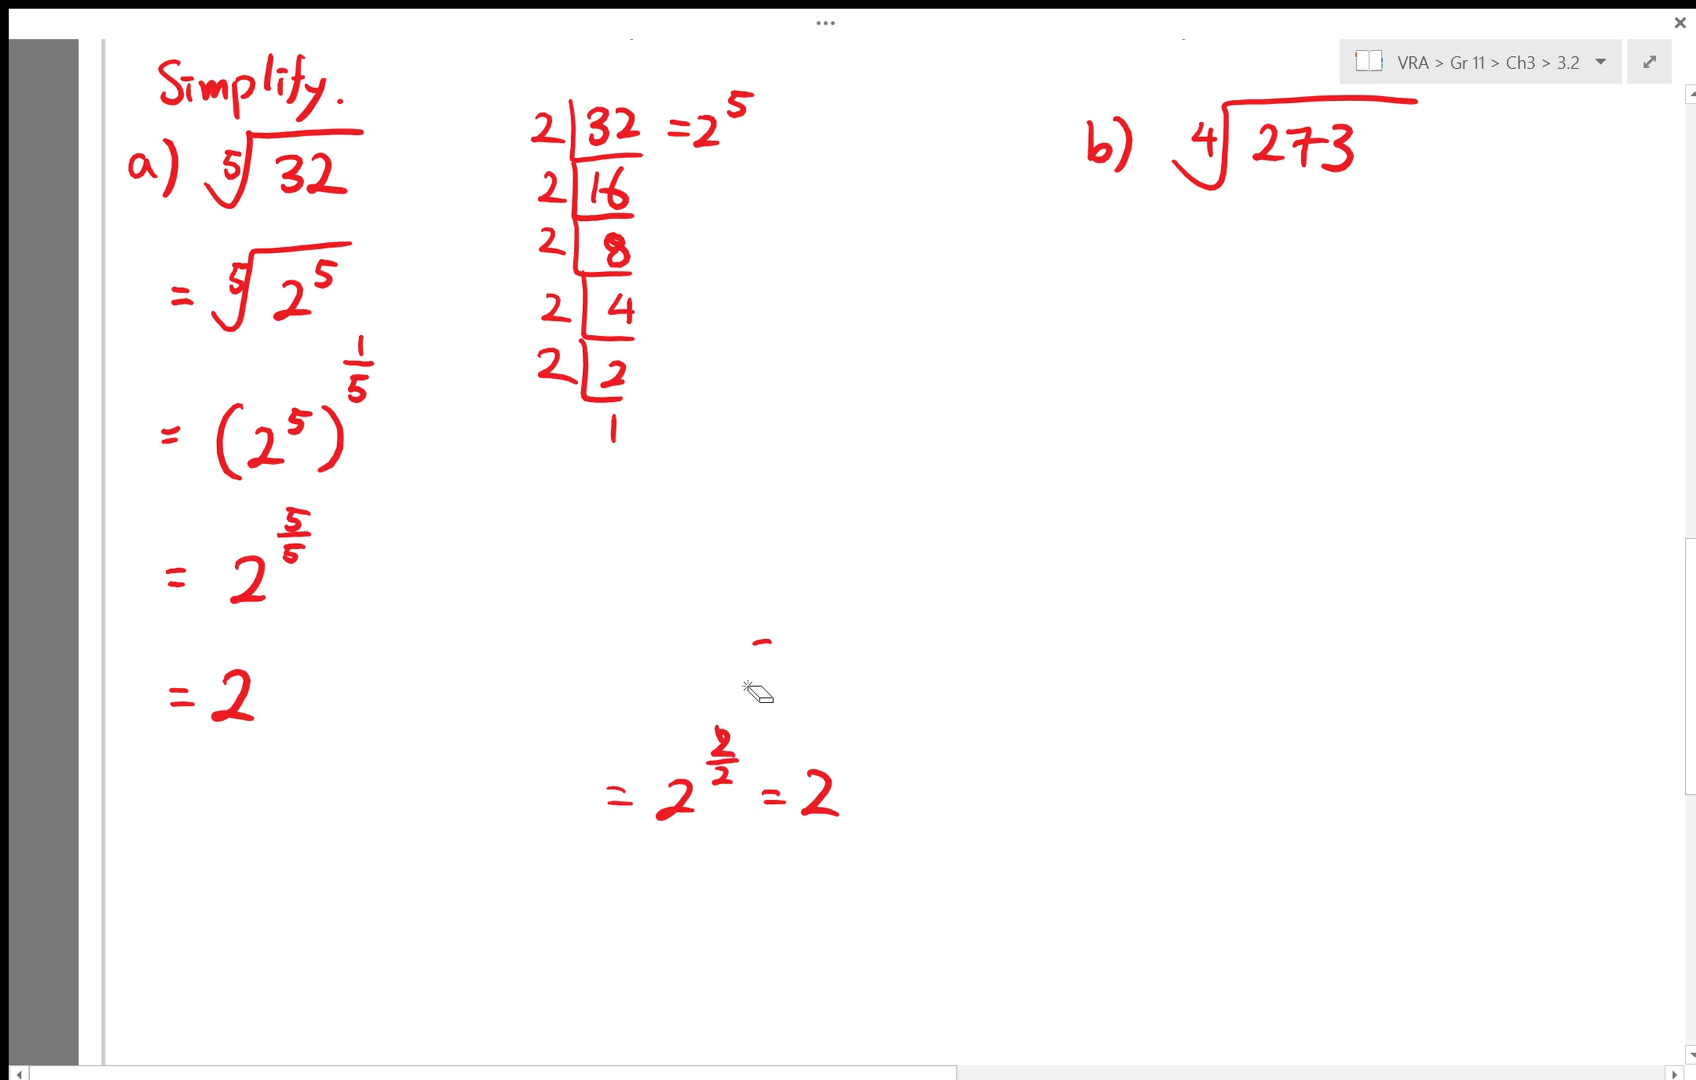 VRA > Gr 11 > Ch3 > 3.2
Simplify.
a) ⁵√32
= ⁵√2⁵
= (2⁵)^(1/5)
= 2^(5/5)
= 2
2 | 32 = 2⁵
2 | 16
2 | 8
2 | 4
2 | 2
1
-
= 2^(2/2) = 2
b) ⁴√273